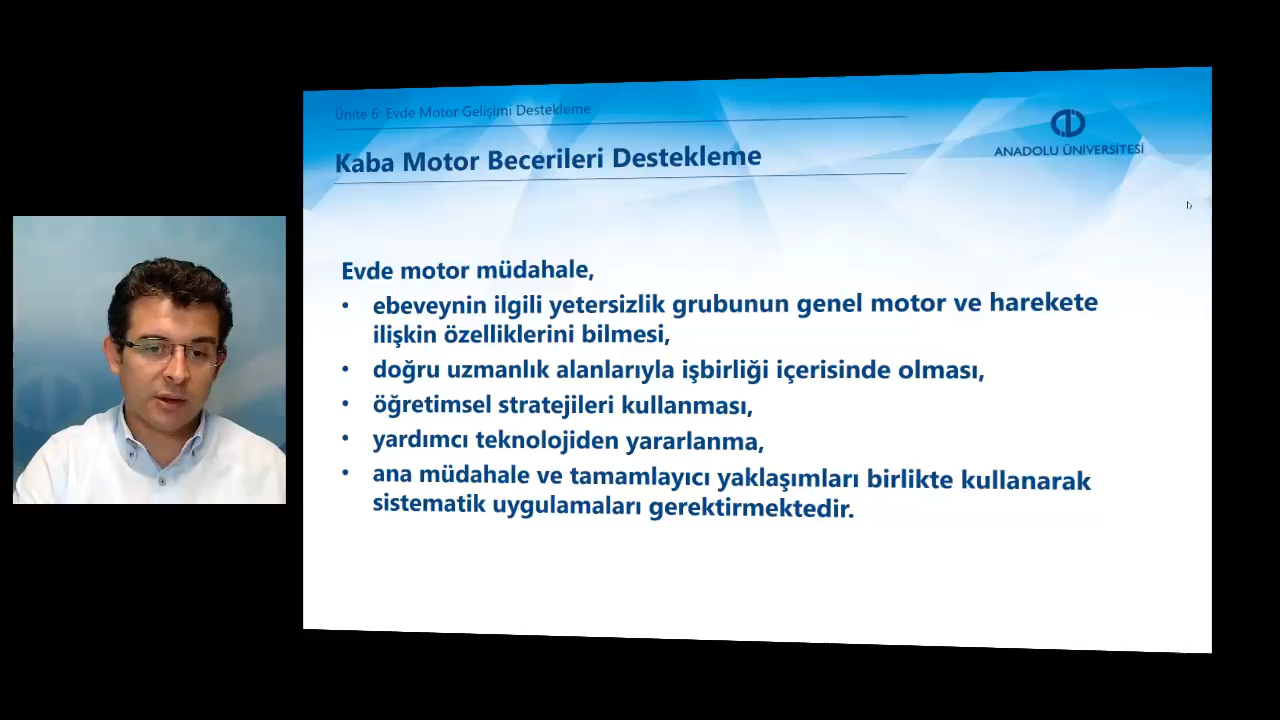 Ünite 6: Evde Motor Gelişimi Destekleme
Kaba Motor Becerileri Destekleme
ANADOLU ÜNİVERSİTESİ
Evde motor müdahale,
• ebeveynin ilgili yetersizlik grubunun genel motor ve harekete
ilişkin özelliklerini bilmesi,
• doğru uzmanlık alanlarıyla işbirliği içerisinde olması,
• öğretimsel stratejileri kullanması,
• yardımcı teknolojiden yararlanma,
• ana müdahale ve tamamlayıcı yaklaşımları birlikte kullanarak
sistematik uygulamaları gerektirmektedir.